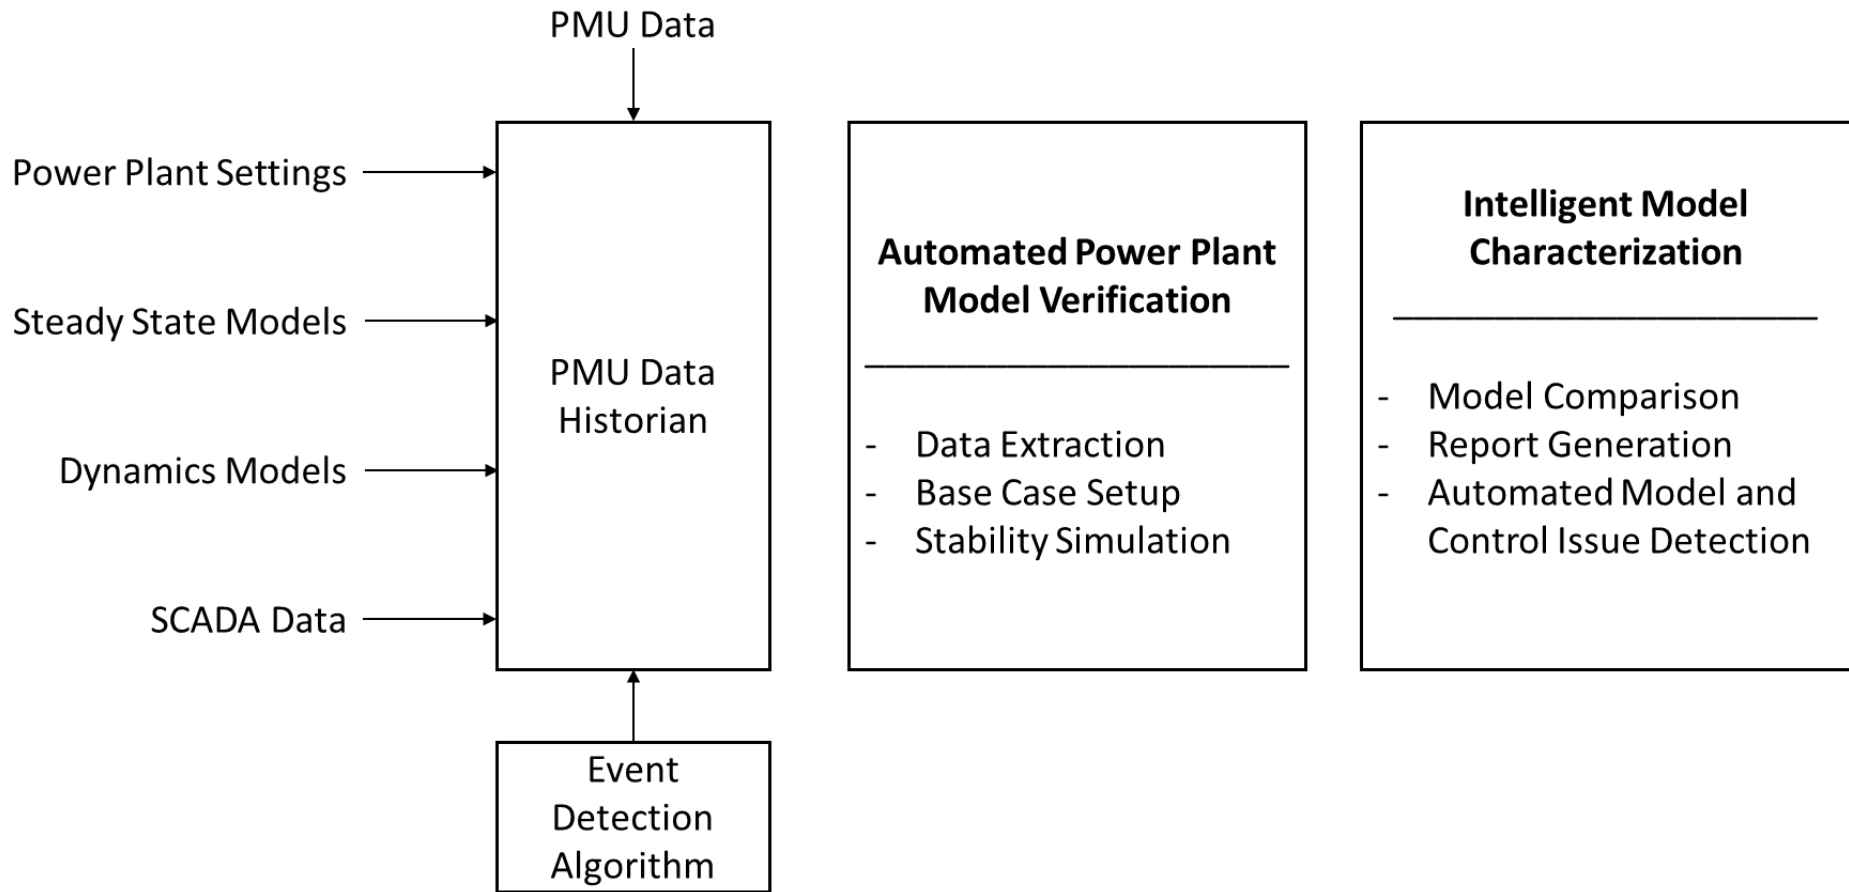 PMU Data
Power Plant Settings
Steady State Models
Dynamics Models
SCADA Data
PMU Data
Historian
Event
Detection
Algorithm
Automated Power Plant
Model Verification
- Data Extraction
- Base Case Setup
- Stability Simulation
Intelligent Model
Characterization
- Model Comparison
- Report Generation
- Automated Model and
Control Issue Detection